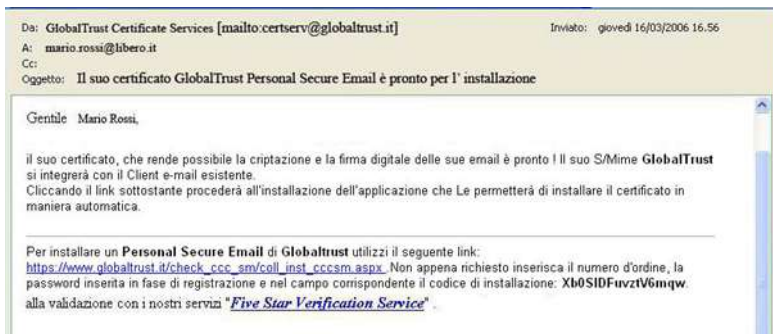 Da: GlobalTrust Certificate Services [mailto:certserv@globaltrust.it] Inviato: giovedì 16/03/2006 16.56
A: mario.rossi@libero.it
Cc:
Oggetto: Il suo certificato GlobalTrust Personal Secure Email è pronto per l' installazione
Gentile Mario Rossi,
il suo certificato, che rende possibile la criptazione e la firma digitale delle sue email è pronto ! Il suo S/Mime GlobalTrust
si integrerà con il Client e-mail esistente.
Cliccando il link sottostante procederà all'installazione dell'applicazione che Le permetterà di installare il certificato in
maniera automatica.
Per installare un Personal Secure Email di Globaltrust utilizzi il seguente link:
https://www.globaltrust.it/check_ccc_sm/coll_inst_cccsm.aspx .Non appena richiesto inserisca il numero d'ordine, la
password inserita in fase di registrazione e nel campo corrispondente il codice di installazione: Xb0SIDFuvztV6mqw.
alla validazione con i nostri servizi "Five Star Verification Service" .